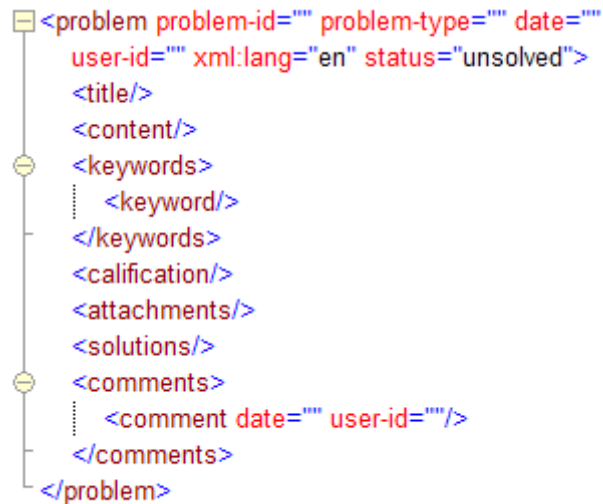 <problem problem-id="" problem-type="" date=""
user-id="" xml:lang="en" status="unsolved">
<title/>
<content/>
<keywords>
<keyword/>
</keywords>
<calification/>
<attachments/>
<solutions/>
<comments>
<comment date="" user-id=""/>
</comments>
</problem>